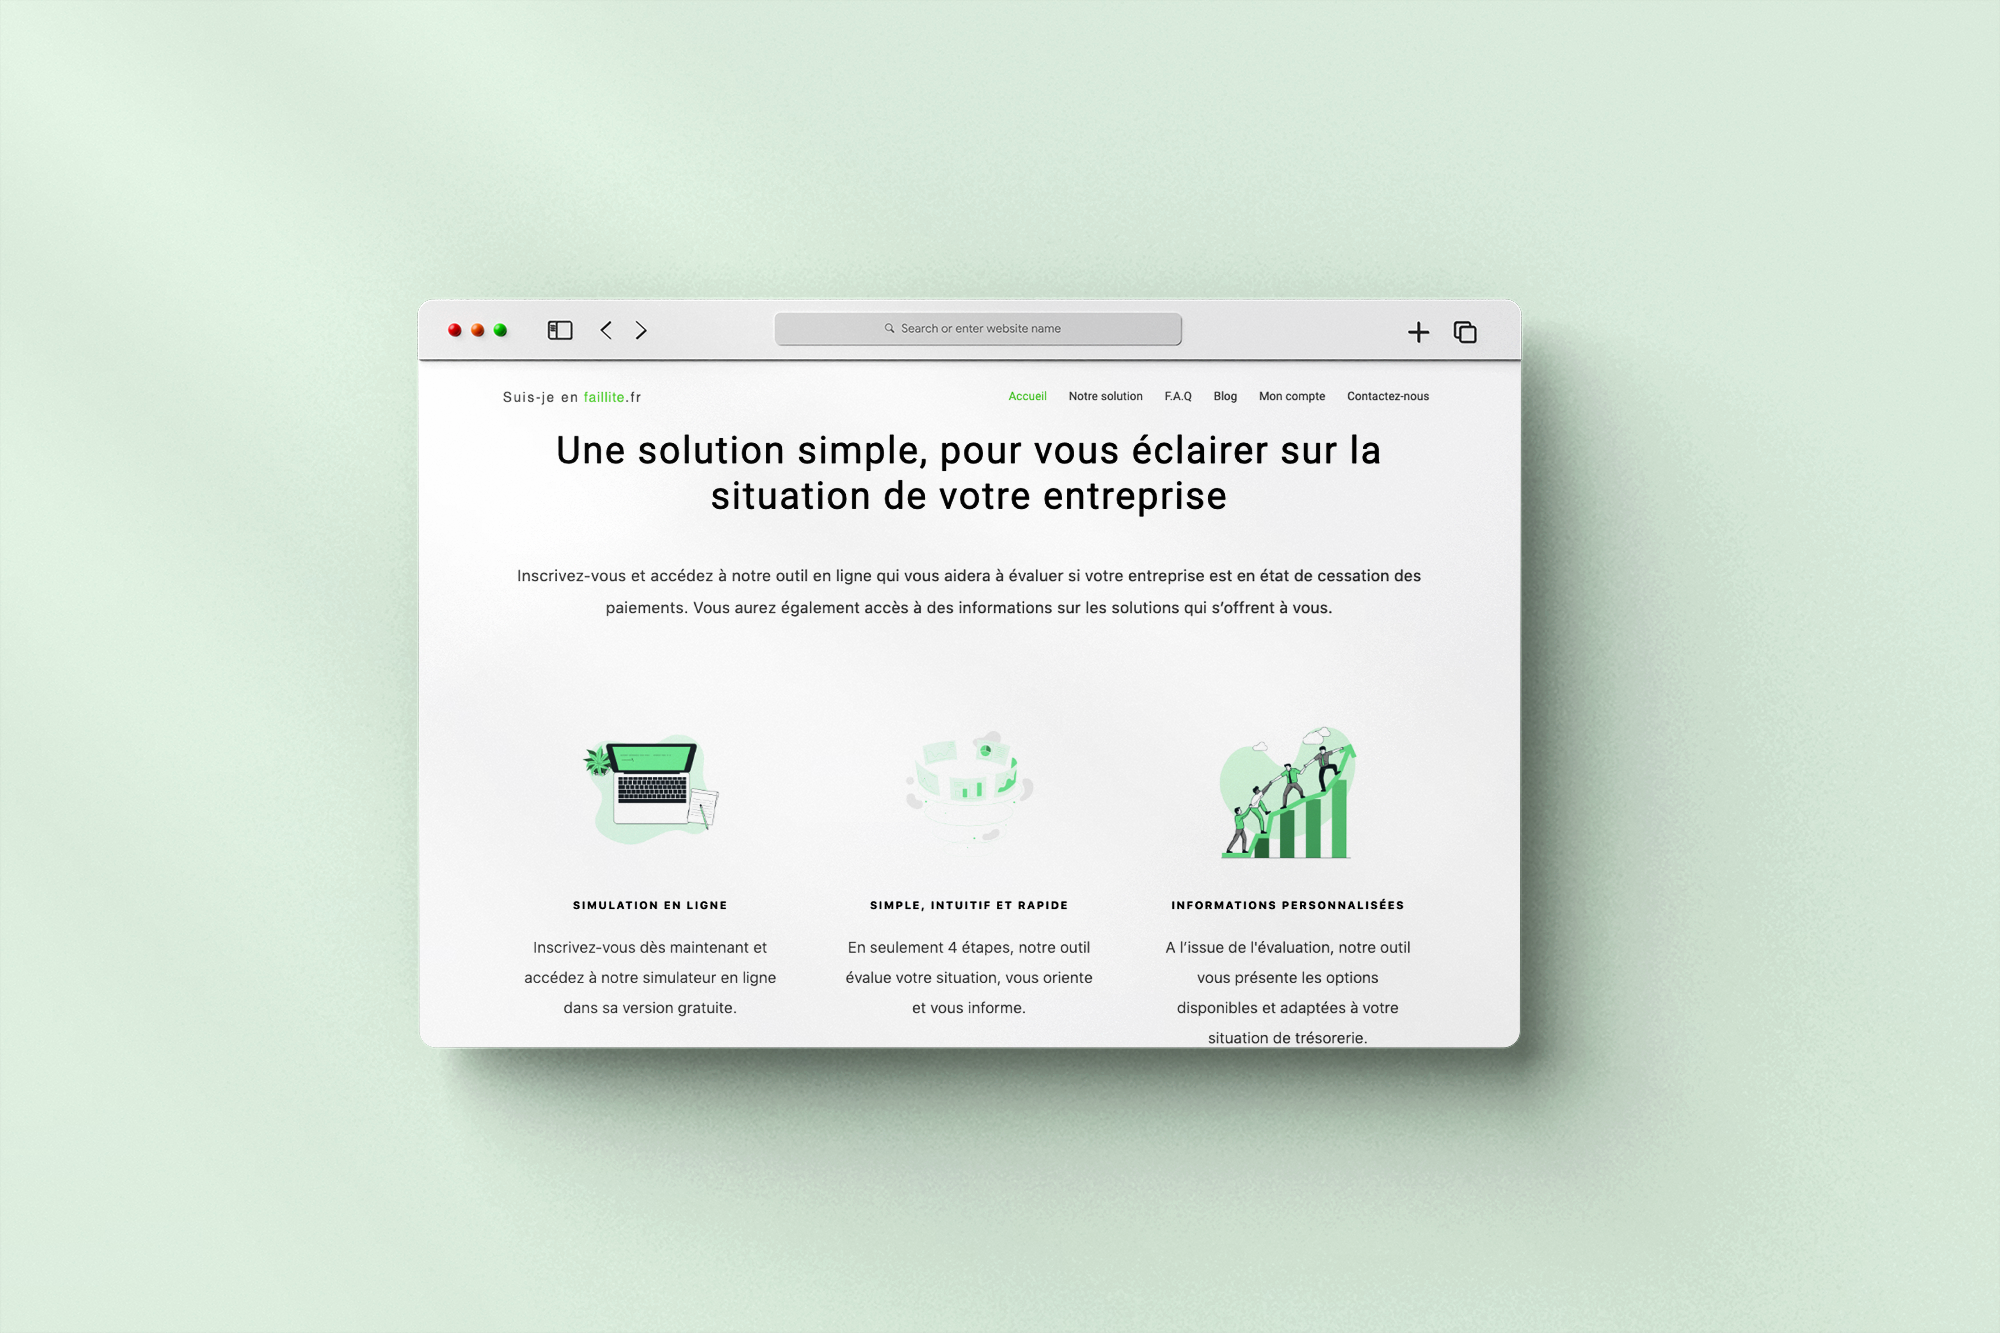 Search or enter website name
Suis-je en faillite.fr
Accueil Notre solution F.A.Q Blog Mon compte Contactez-nous
Une solution simple, pour vous éclairer sur la
situation de votre entreprise
Inscrivez-vous et accédez à notre outil en ligne qui vous aidera à évaluer si votre entreprise est en état de cessation des
paiements. Vous aurez également accès à des informations sur les solutions qui s’offrent à vous.
SIMULATION EN LIGNE
Inscrivez-vous dès maintenant et
accédez à notre simulateur en ligne
dans sa version gratuite.
SIMPLE, INTUITIF ET RAPIDE
En seulement 4 étapes, notre outil
évalue votre situation, vous oriente
et vous informe.
INFORMATIONS PERSONNALISÉES
A l’issue de l'évaluation, notre outil
vous présente les options
disponibles et adaptées à votre
situation de trésorerie.